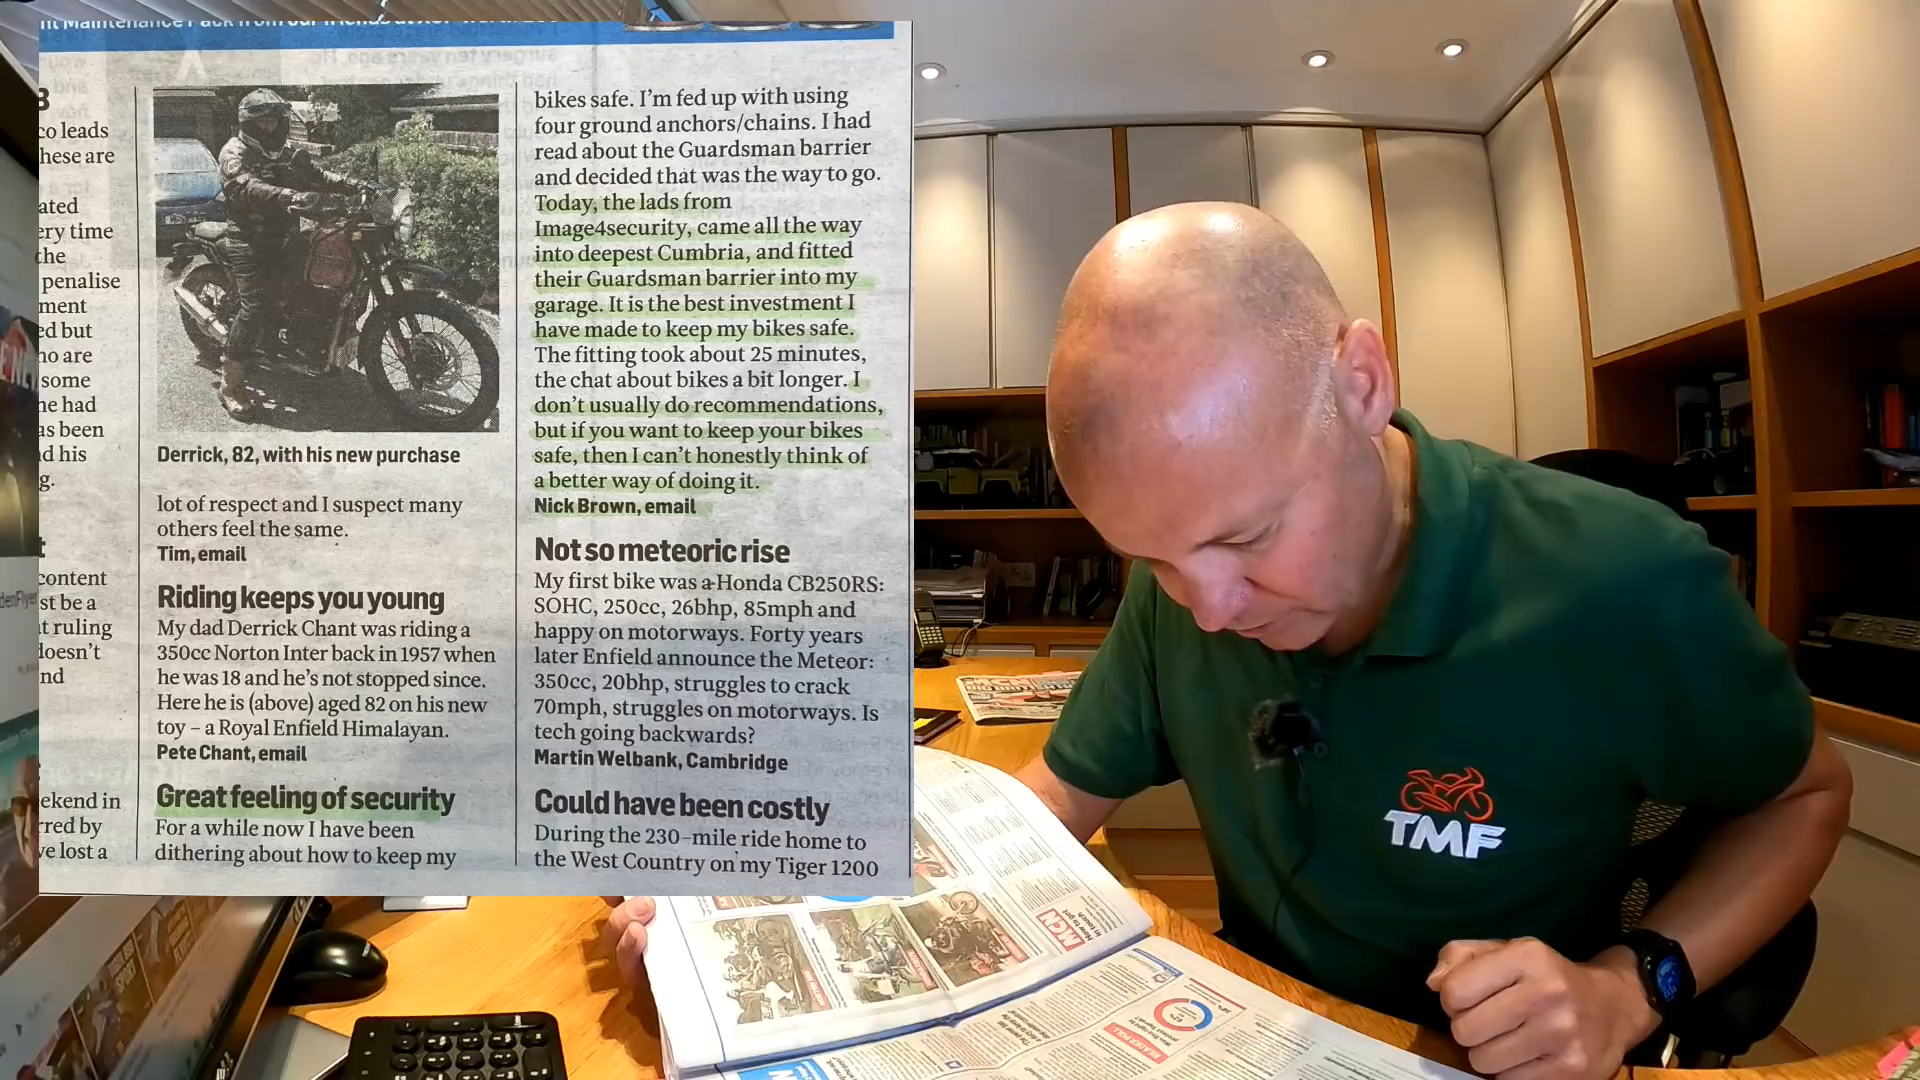 co leads
these are
ated
ery time
the
penalise
ment
ed but
ho are
some
he had
as been
d his
g.
content
st be a
t ruling
doesn't
nd
ekend in
rred by
ve lost a
Derrick, 82, with his new purchase
lot of respect and I suspect many
others feel the same.
Tim, email
Riding keeps you young
My dad Derrick Chant was riding a
350cc Norton Inter back in 1957 when
he was 18 and he's not stopped since.
Here he is (above) aged 82 on his new
toy – a Royal Enfield Himalayan.
Pete Chant, email
Great feeling of security
For a while now I have been
dithering about how to keep my
bikes safe. I'm fed up with using
four ground anchors/chains. I had
read about the Guardsman barrier
and decided that was the way to go.
Today, the lads from
Image4security, came all the way
into deepest Cumbria, and fitted
their Guardsman barrier into my
garage. It is the best investment I
have made to keep my bikes safe.
The fitting took about 25 minutes,
the chat about bikes a bit longer. I
don't usually do recommendations,
but if you want to keep your bikes
safe, then I can't honestly think of
a better way of doing it.
Nick Brown, email
Not so meteoric rise
My first bike was a Honda CB250RS:
SOHC, 250cc, 26bhp, 85mph and
happy on motorways. Forty years
later Enfield announce the Meteor:
350cc, 20bhp, struggles to crack
70mph, struggles on motorways. Is
tech going backwards?
Martin Welbank, Cambridge
Could have been costly
During the 230-mile ride home to
the West Country on my Tiger 1200
TMF
MCN
How to get
in touch
READER POLL